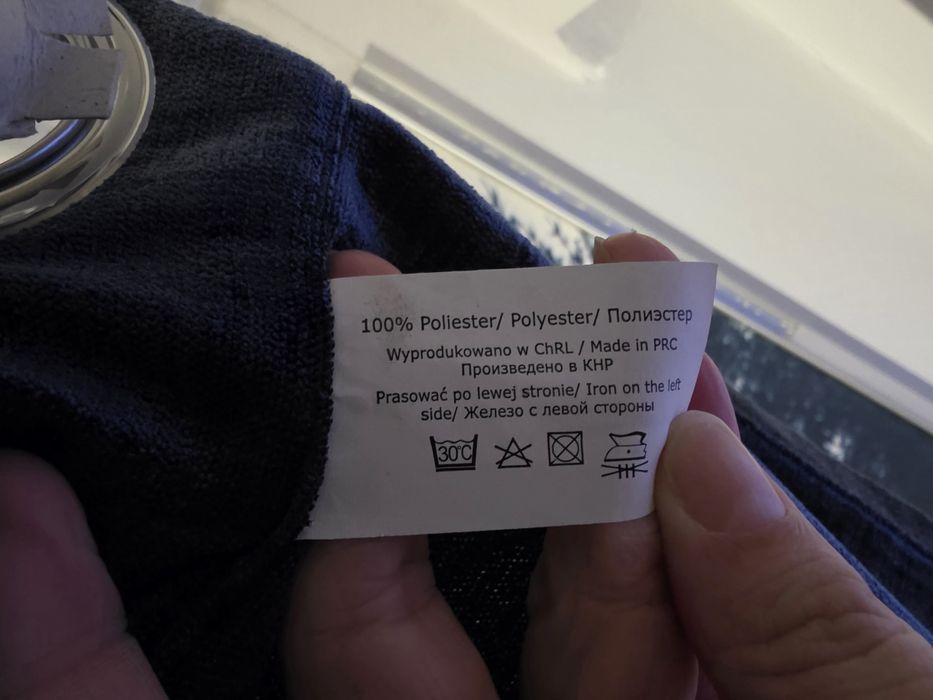 100% Poliester/ Polyester/ Полиэстер
Wyprodukowano w ChRL / Made in PRC
Произведено в КНР
Prasować po lewej stronie/ Iron on the left
side/ Железо с левой стороны
30°C